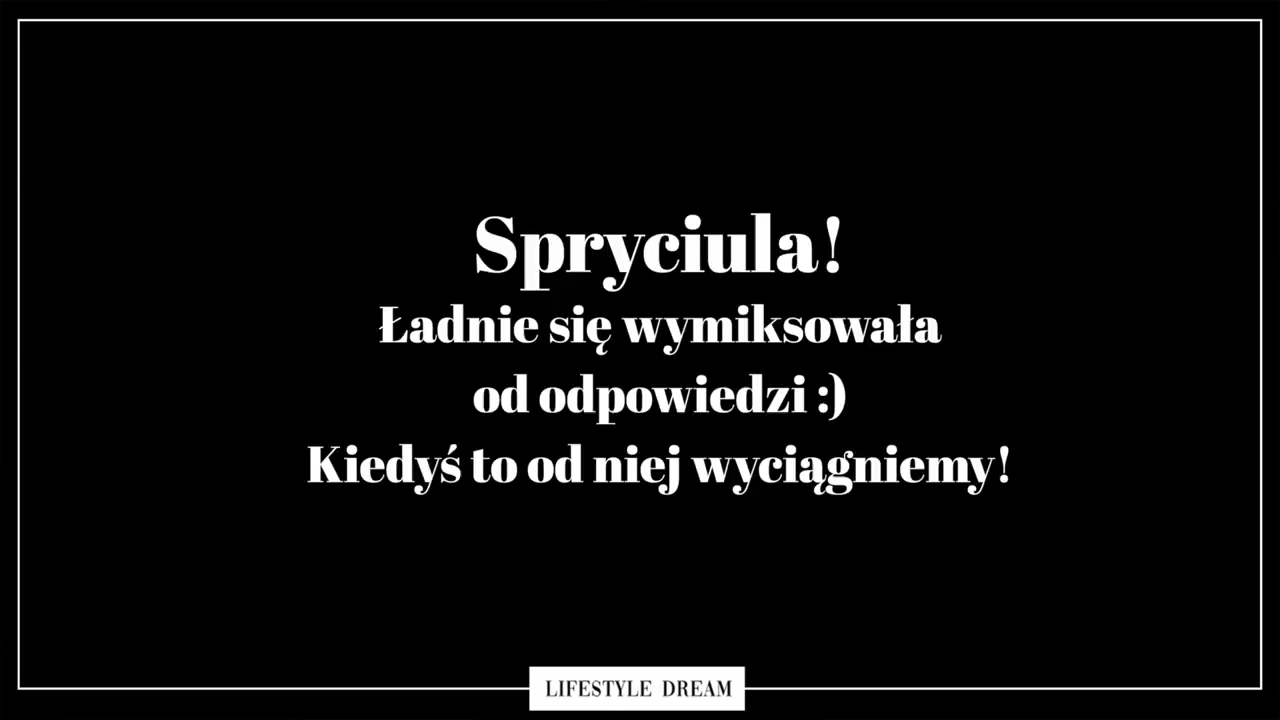 Spryciula!
Ładnie się wymiksowała
od odpowiedzi :)
Kiedyś to od niej wyciągniemy!
LIFESTYLE DREAM